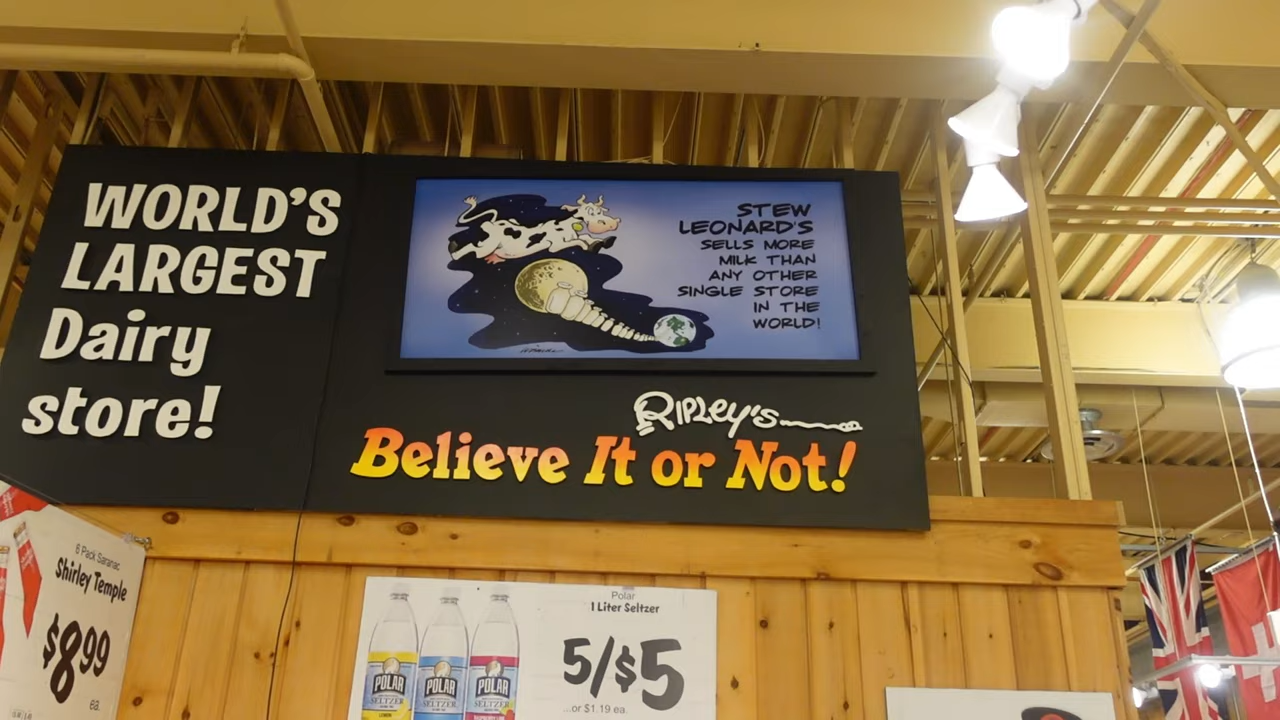 WORLD'S
LARGEST
Dairy
store!
STEW
LEONARD'S
SELLS MORE
MILK THAN
ANY OTHER
SINGLE STORE
IN THE
WORLD!
RIPLEY'S
Believe It or Not!
6 Pack Saranac
Shirley Temple
$8.99
ea.
Polar
1 Liter Seltzer
5/$5
...or $1.19 ea.
POLAR
SELTZER
LEMON
POLAR
SELTZER
POLAR
SELTZER